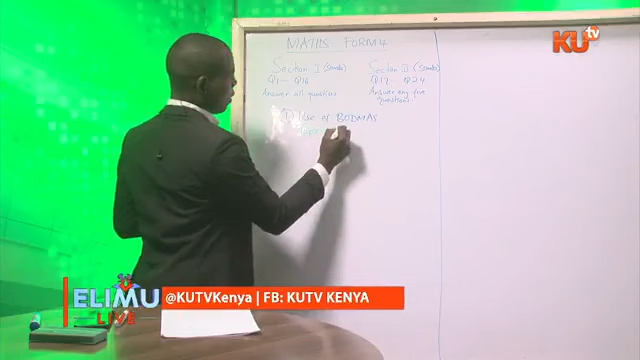 KU tv
MATHS FORM 4
Section I (50mks)
Q1 - Q16
Answer all questions
Section II (50mks)
Q17 - Q24
Answer any five
questions
① Use of BODMAS
ELIMU
LIVE
@KUTVKenya | FB: KUTV KENYA